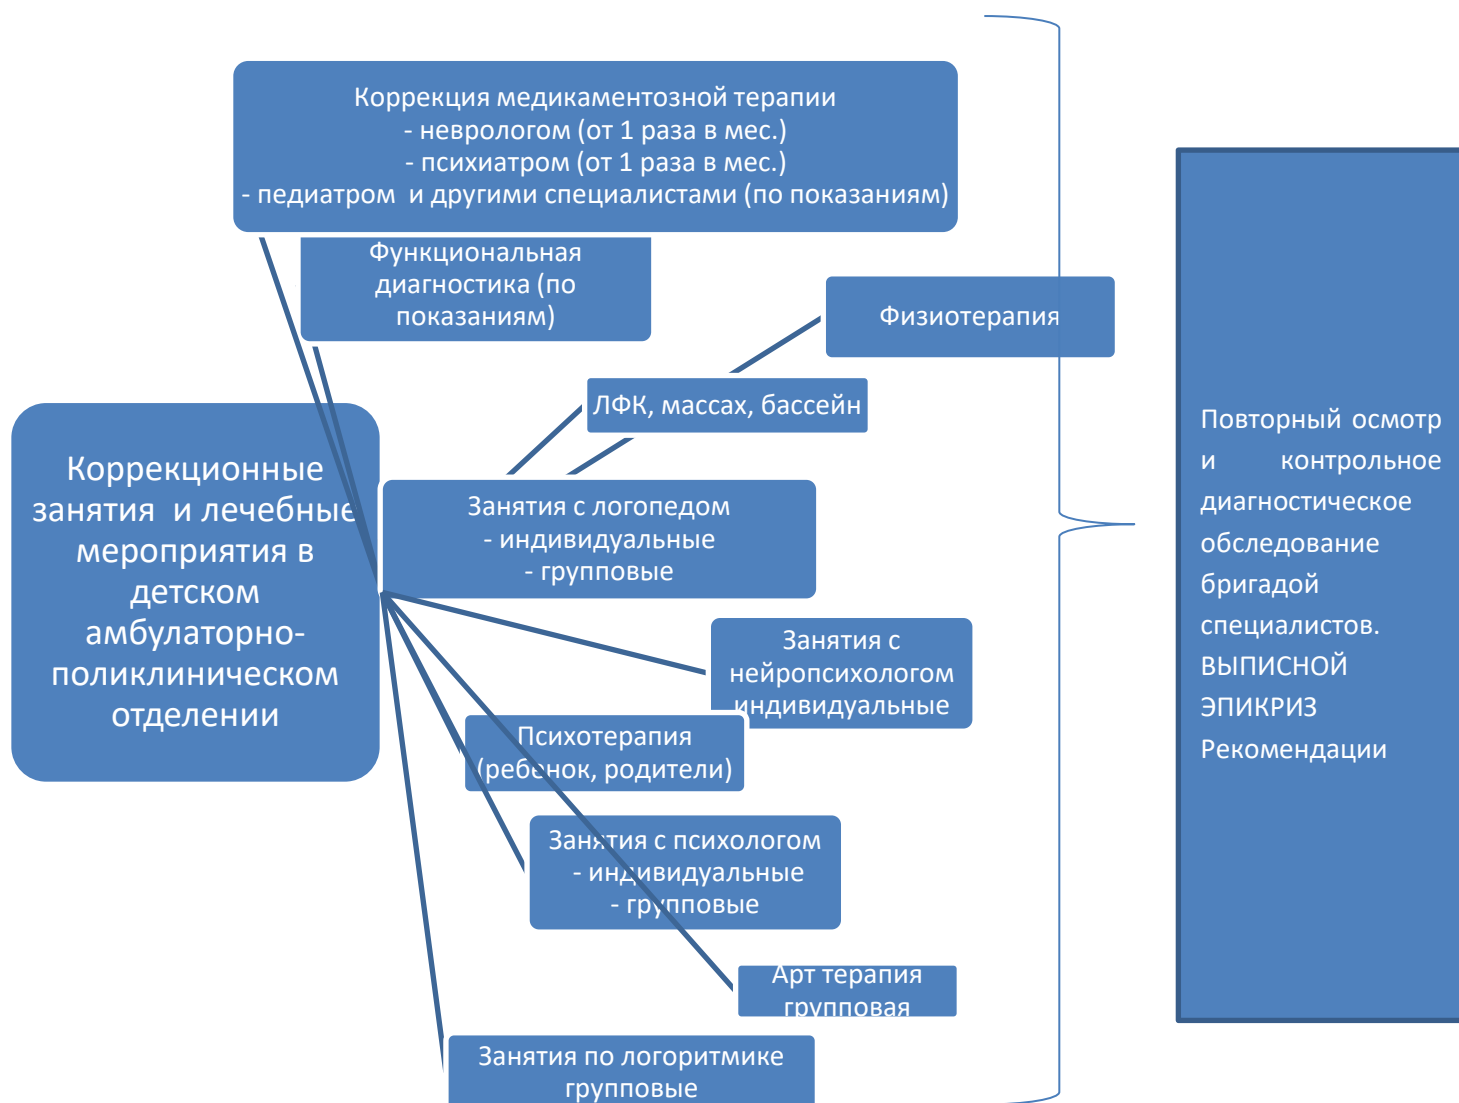 Коррекция медикаментозной терапии
- неврологом (от 1 раза в мес.)
- психиатром (от 1 раза в мес.)
- педиатром и другими специалистами (по показаниям)
Функциональная
диагностика (по
показаниям)
Физиотерапия
ЛФК, массах, бассейн
Коррекционные
занятия и лечебные
мероприятия в
детском
амбулаторно-
поликлиническом
отделении
Занятия с логопедом
- индивидуальные
- групповые
Занятия с
нейропсихологом
индивидуальные
Психотерапия
(ребенок, родители)
Занятия с психологом
- индивидуальные
- групповые
Арт терапия
групповая
Занятия по логоритмике
групповые
Повторный осмотр
и контрольное
диагностическое
обследование
бригадой
специалистов.
ВЫПИСНОЙ
ЭПИКРИЗ
Рекомендации